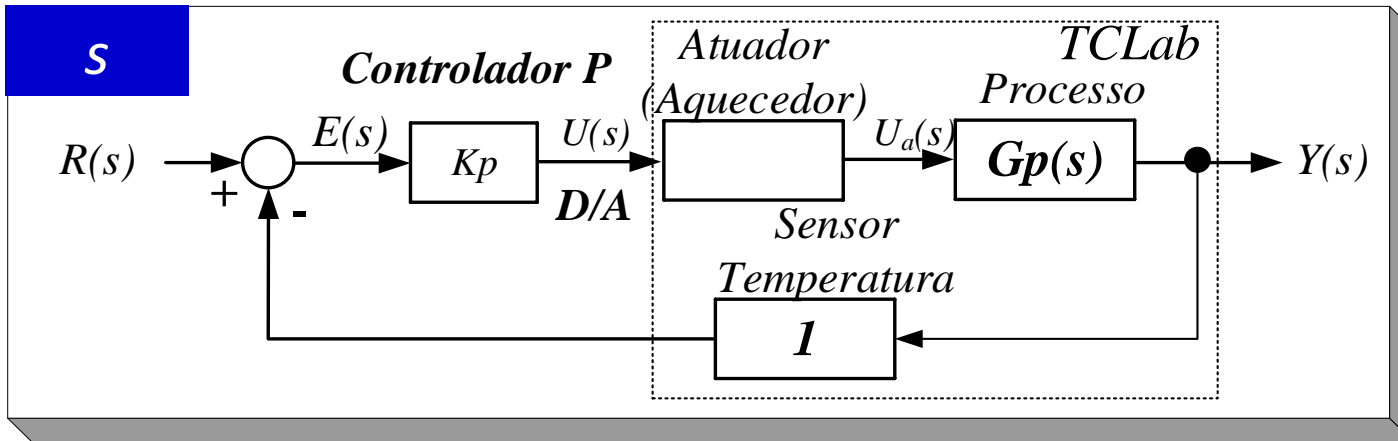 s
Controlador P
Atuador
(Aquecedor)
TCLab
Processo
R(s)
+
-
E(s)
Kp
U(s)
D/A
Ua(s)
Gp(s)
Y(s)
Sensor
Temperatura
1